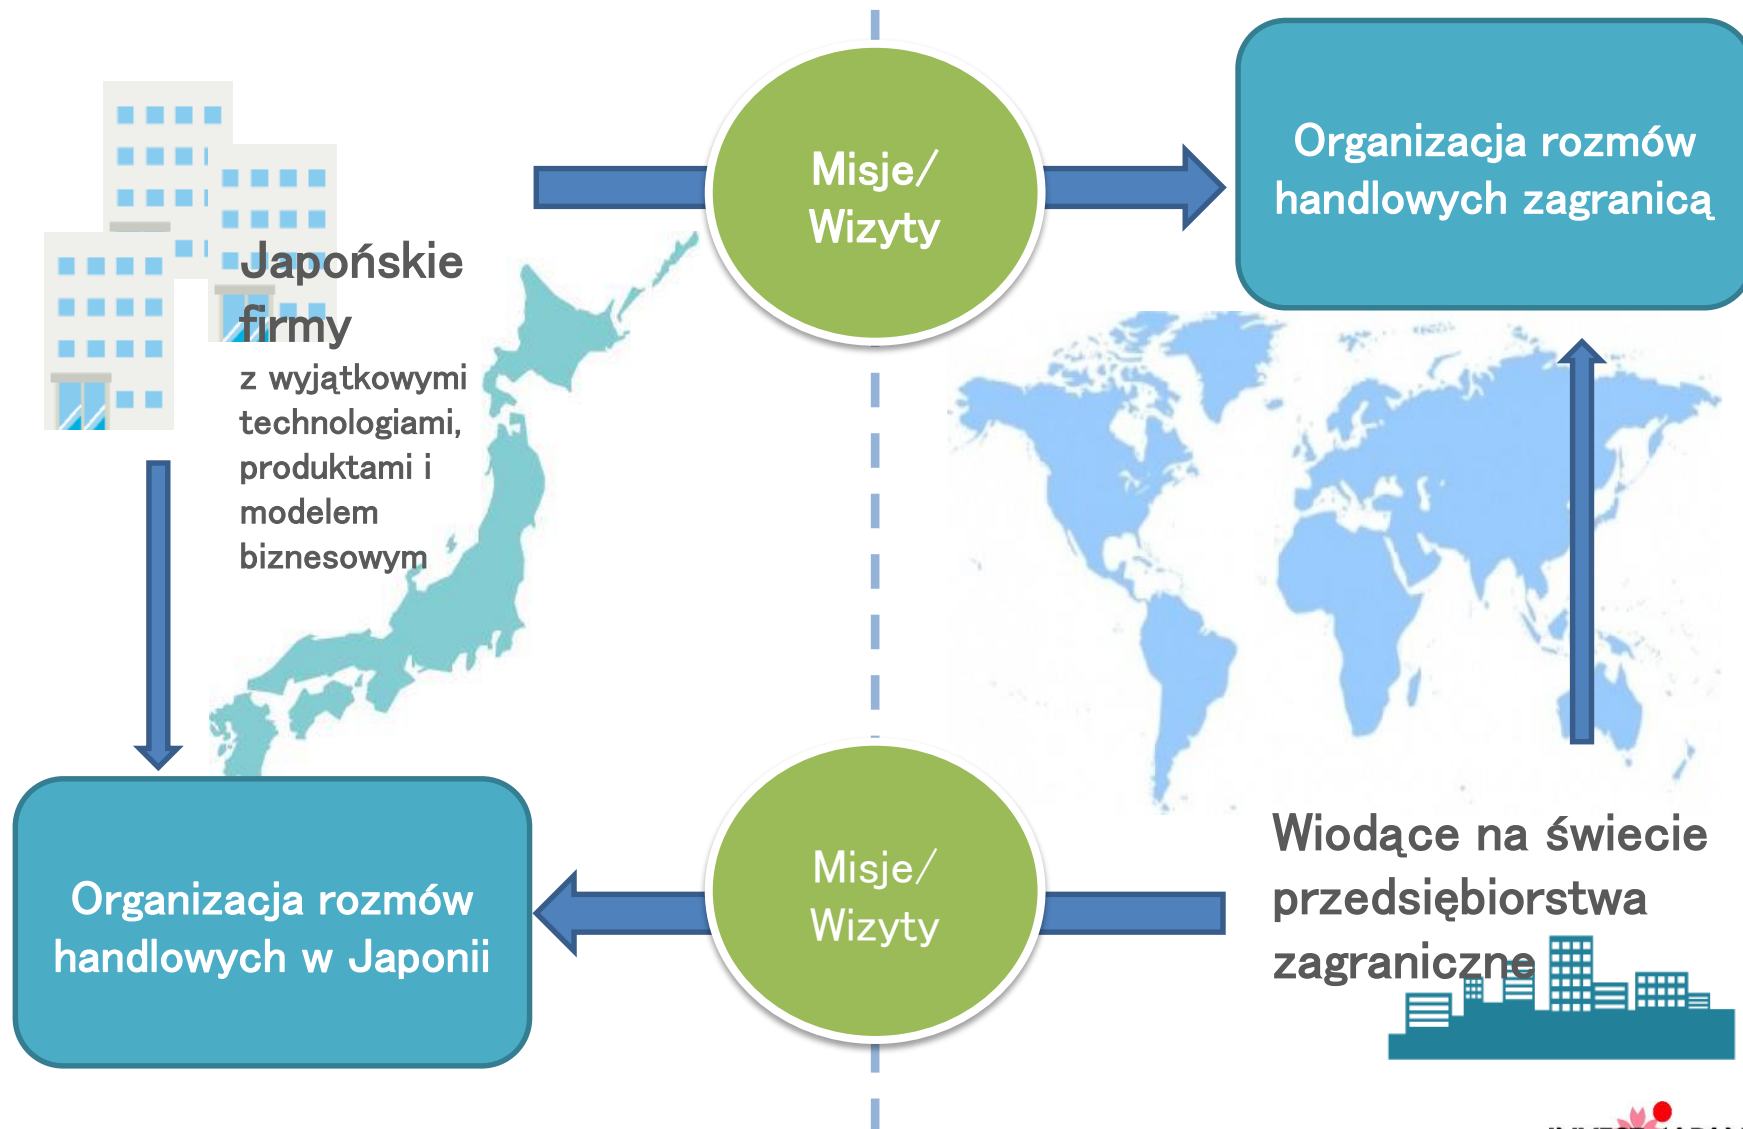 Misje/
Wizyty
Organizacja rozmów
handlowych zagranicą
Japońskie
firmy
z wyjątkowymi
technologiami,
produktami i
modelem
biznesowym
Organizacja rozmów
handlowych w Japonii
Misje/
Wizyty
Wiodące na świecie
przedsiębiorstwa
zagraniczne